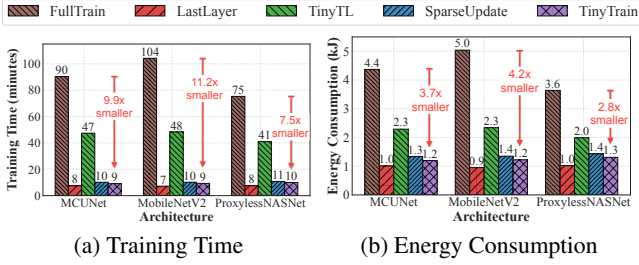 FullTrain LastLayer TinyTL SparseUpdate TinyTrain
Training Time (minutes)
100
80
60
40
20
0
90
8
47
10
9
9.9x
smaller
104
7
48
10
9
11.2x
smaller
75
8
41
11
10
7.5x
smaller
MCUNet MobileNetV2 ProxylessNASNet
Architecture
(a) Training Time
Energy Consumption (kJ)
5
4
3
2
1
0
4.4
1.0
2.3
1.3
1.2
3.7x
smaller
5.0
0.9
2.3
1.4
1.2
4.2x
smaller
3.6
1.0
2.0
1.4
1.3
2.8x
smaller
MCUNet MobileNetV2 ProxylessNASNet
Architecture
(b) Energy Consumption